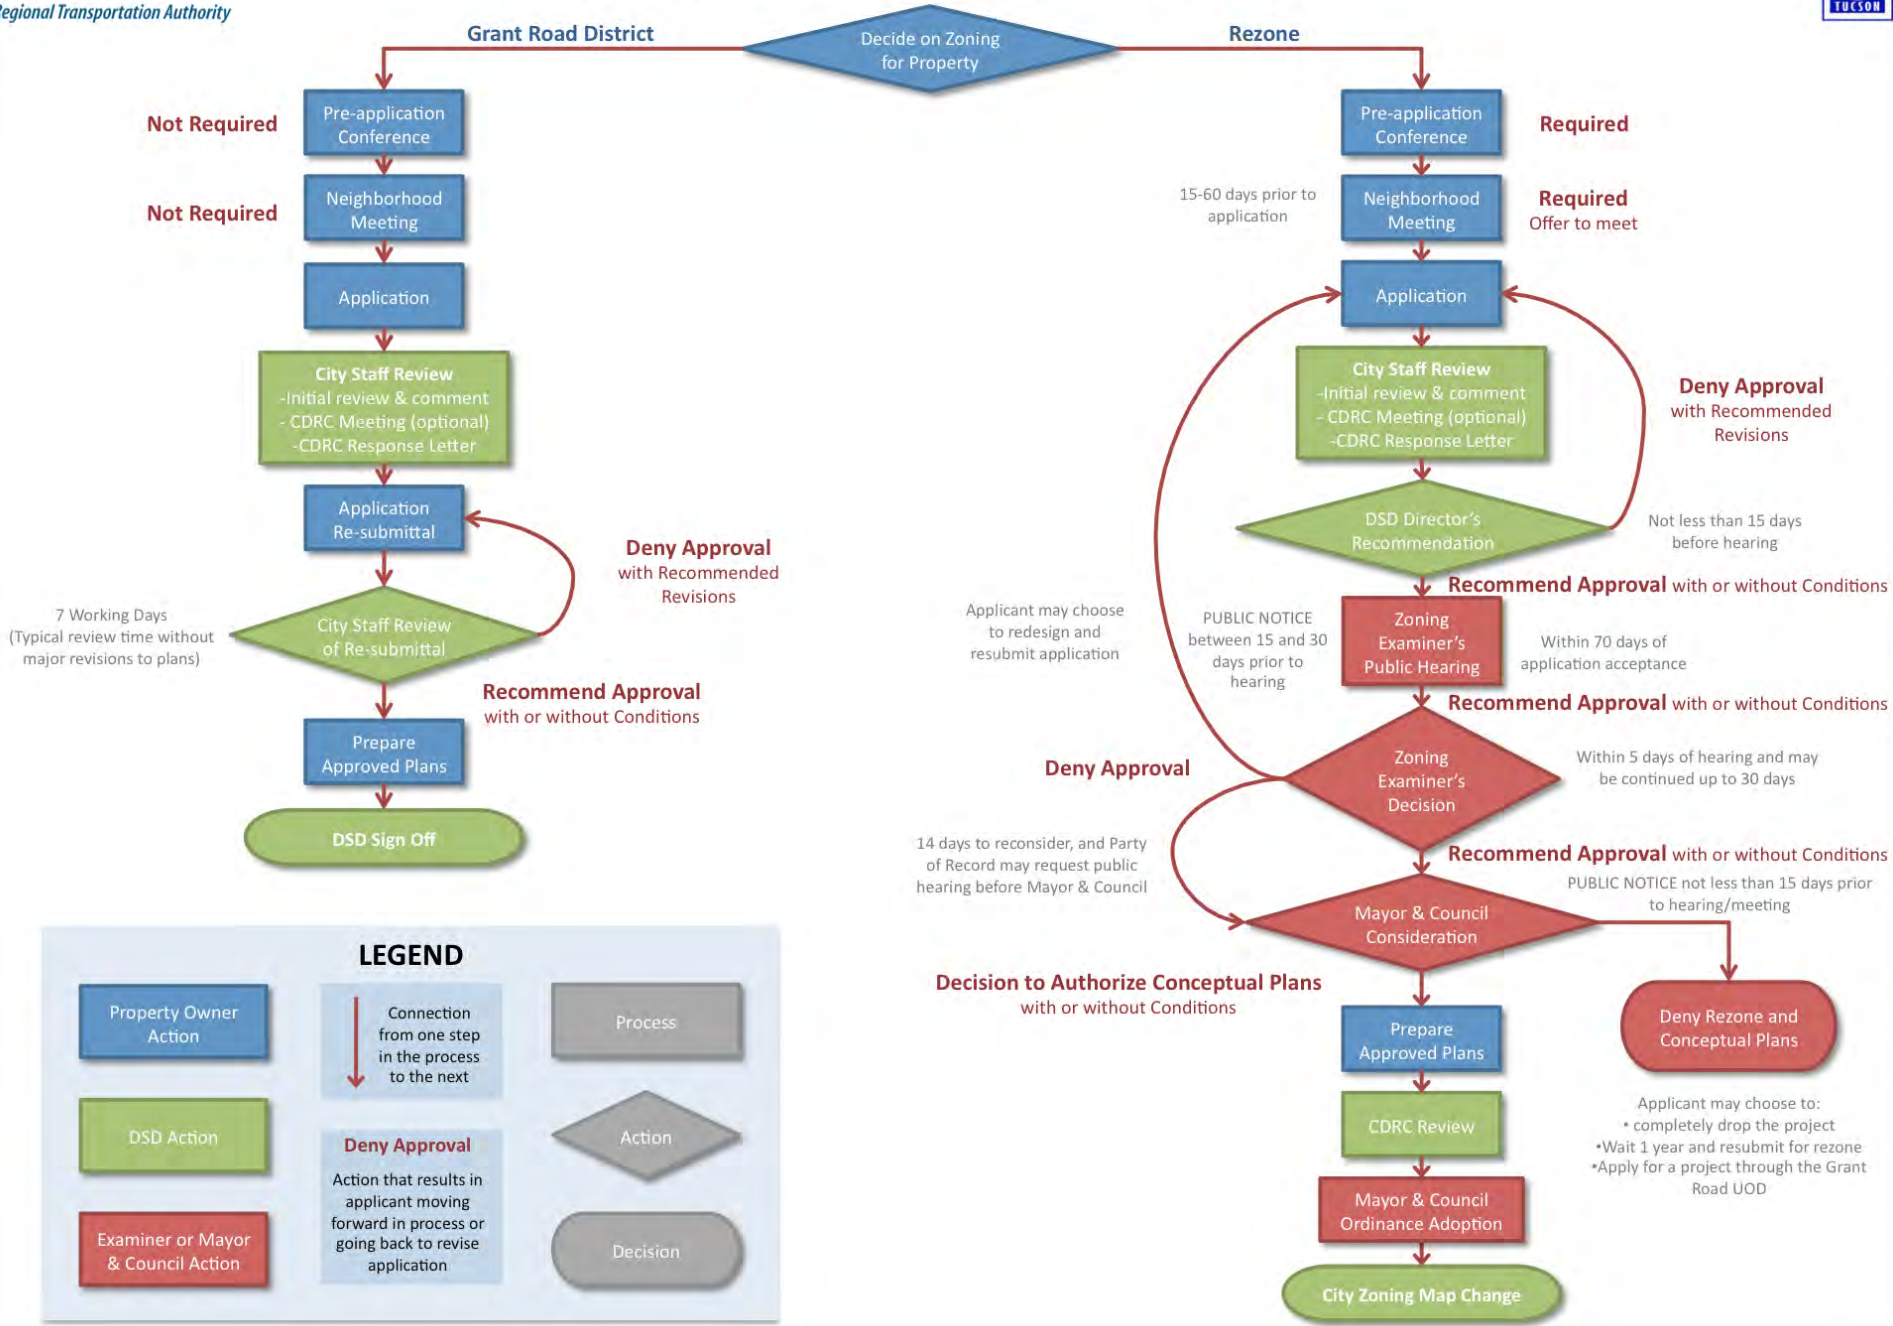 Regional Transportation Authority
TUCSON
Grant Road District
Decide on Zoning
for Property
Rezone
Not Required
Pre-application
Conference
Not Required
Neighborhood
Meeting
Application
City Staff Review
-Initial review & comment
- CDRC Meeting (optional)
-CDRC Response Letter
Application
Re-submittal
Deny Approval
with Recommended
Revisions
7 Working Days
(Typical review time without
major revisions to plans)
City Staff Review
of Re-submittal
Recommend Approval
with or without Conditions
Prepare
Approved Plans
DSD Sign Off
Pre-application
Conference
Required
15-60 days prior to
application
Neighborhood
Meeting
Required
Offer to meet
Application
City Staff Review
-Initial review & comment
- CDRC Meeting (optional)
-CDRC Response Letter
Deny Approval
with Recommended
Revisions
DSD Director's
Recommendation
Not less than 15 days
before hearing
Recommend Approval with or without Conditions
Applicant may choose
to redesign and
resubmit application
PUBLIC NOTICE
between 15 and 30
days prior to
hearing
Zoning
Examiner's
Public Hearing
Within 70 days of
application acceptance
Recommend Approval with or without Conditions
Deny Approval
Zoning
Examiner's
Decision
Within 5 days of hearing and may
be continued up to 30 days
14 days to reconsider, and Party
of Record may request public
hearing before Mayor & Council
Recommend Approval with or without Conditions
PUBLIC NOTICE not less than 15 days prior
to hearing/meeting
Mayor & Council
Consideration
Decision to Authorize Conceptual Plans
with or without Conditions
Prepare
Approved Plans
Deny Rezone and
Conceptual Plans
CDRC Review
Applicant may choose to:
• completely drop the project
•Wait 1 year and resubmit for rezone
•Apply for a project through the Grant
Road UOD
Mayor & Council
Ordinance Adoption
City Zoning Map Change
LEGEND
Property Owner
Action
Connection
from one step
in the process
to the next
Process
DSD Action
Deny Approval
Action that results in
applicant moving
forward in process or
going back to revise
application
Action
Examiner or Mayor
& Council Action
Decision